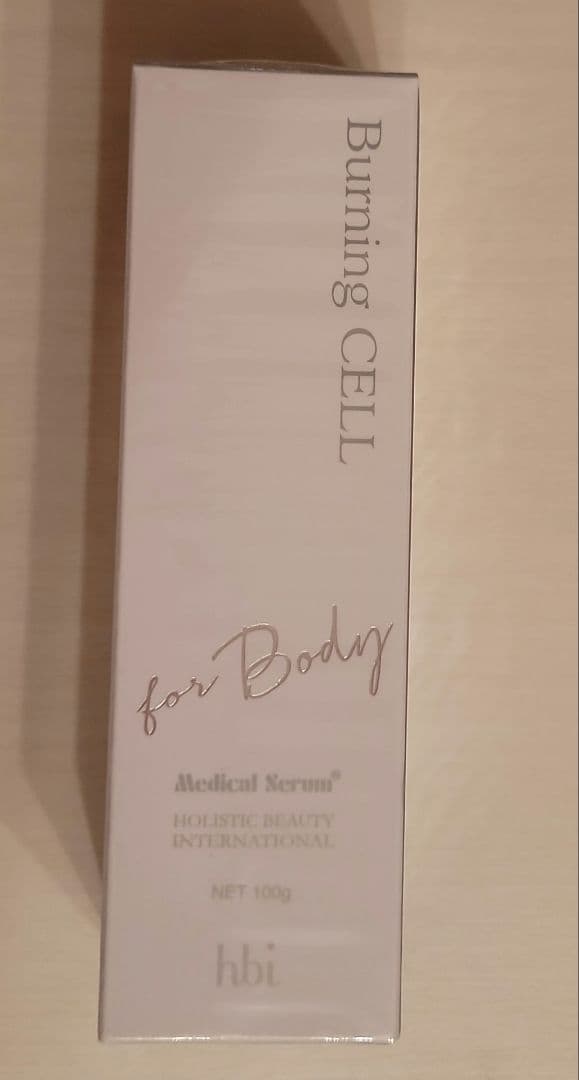 Burning CELL
for Body
Medical Serum®
HOLISTIC BEAUTY
INTERNATIONAL
NET 100g
hbi